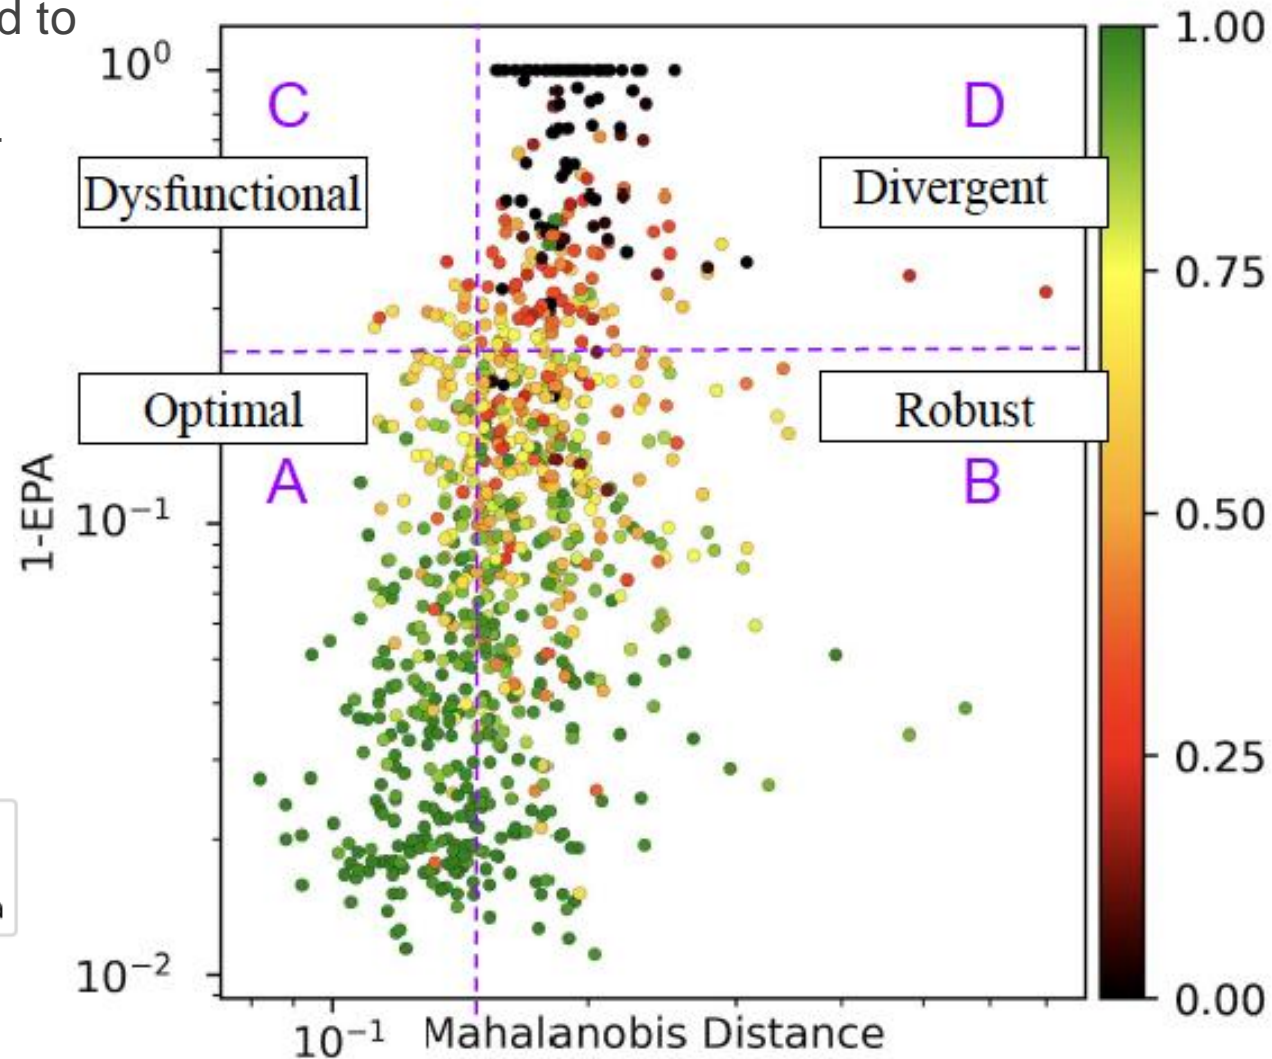 d to
10⁰
C
D
1.00
Dysfunctional
Divergent
0.75
Optimal
Robust
A
B
0.50
1-EPA
10⁻¹
0.25
10⁻²
0.00
10⁻¹
Mahalanobis Distance